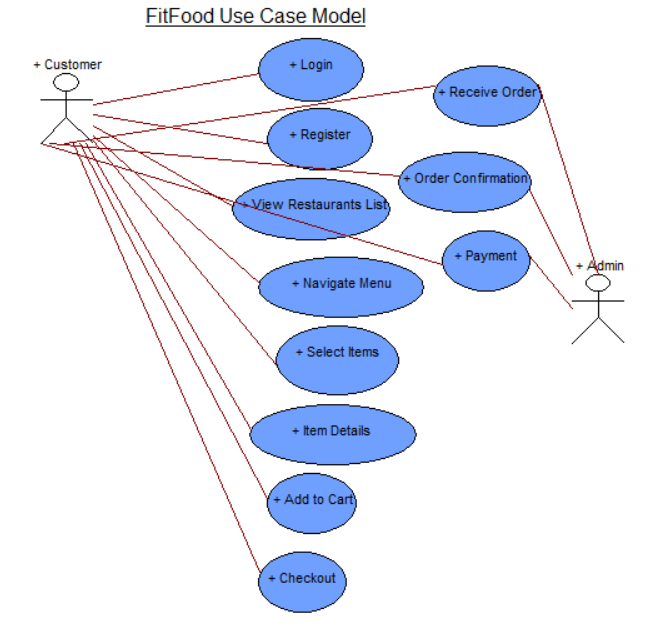 FitFood Use Case Model
+ Customer
+ Login
+ Receive Order
+ Register
+ Order Confirmation
+ View Restaurants List
+ Payment
+ Admin
+ Navigate Menu
+ Select Items
+ Item Details
+ Add to Cart
+ Checkout